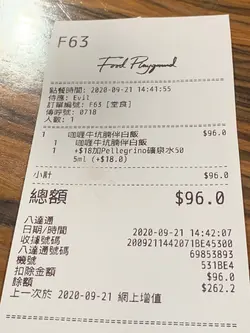 F63
Food Playground
點餐時間: 2020-09-21 14:41:55
侍應: Evil
訂單編號: F63 [堂食]
傳呼號: 0718
人數: 1
1 咖喱牛坑腩伴白飯 $96.0
1 咖喱牛坑腩伴白飯
1 +$18加Pellegrino礦泉水50
5ml (+$18.0)
小計 $96.0
總額 $96.0
八達通
日期/時間 2020-09-21 14:42:07
收據號碼 2009211442071BE45300
八達通號碼 69853893
機號 531BE4
扣除金額 $96.0
餘額 $262.2
上一次於 2020-09-21 網上增值